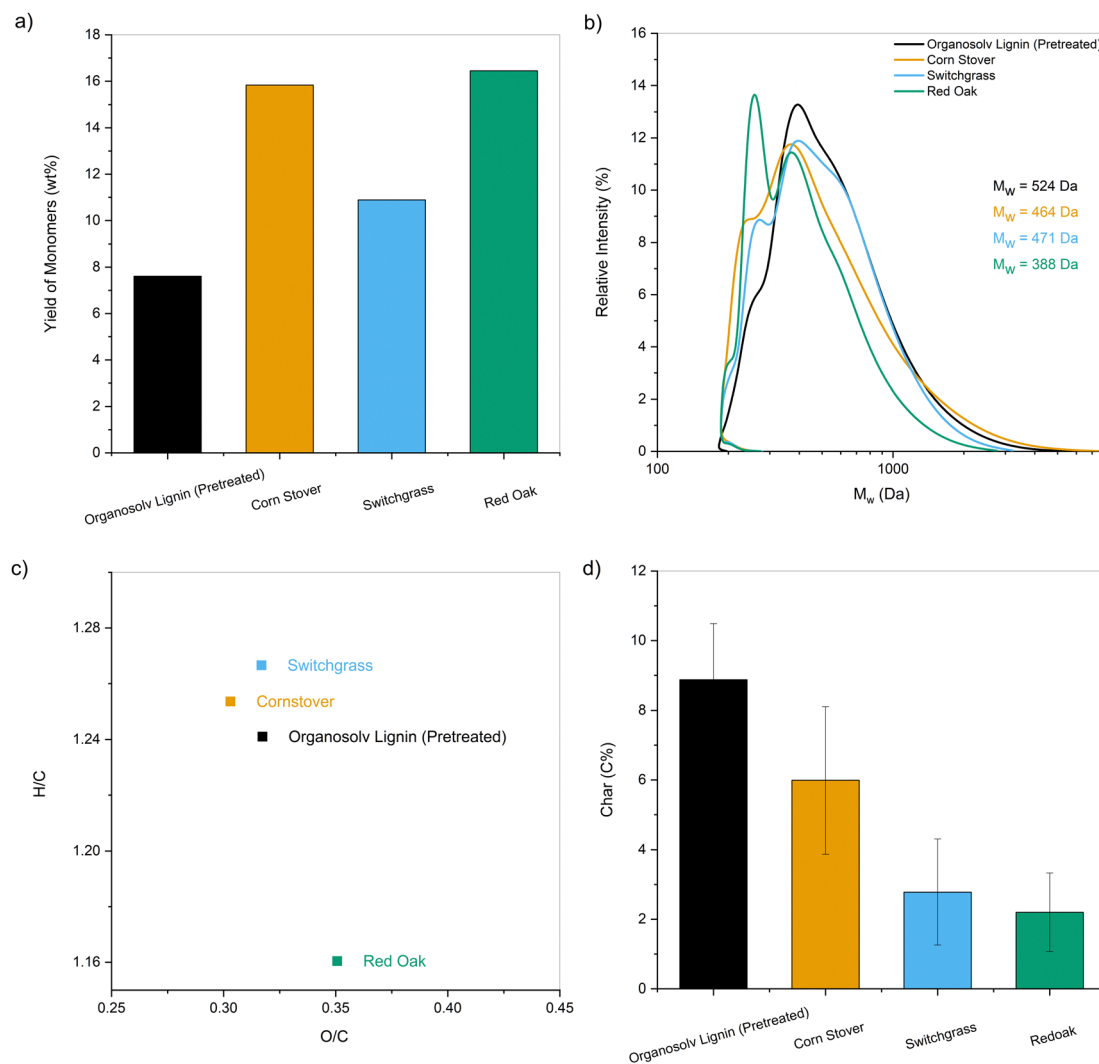 a)
Yield of Monomers (wt%)
18
16
14
12
10
8
6
4
2
0
Organosolv Lignin (Pretreated)
Corn Stover
Switchgrass
Red Oak
b)
Relative Intensity (%)
16
14
12
10
8
6
4
2
0
Organosolv Lignin (Pretreated)
Corn Stover
Switchgrass
Red Oak
Mw = 524 Da
Mw = 464 Da
Mw = 471 Da
Mw = 388 Da
100
1000
Mw (Da)
c)
H/C
1.28
1.24
1.20
1.16
Switchgrass
Cornstover
Organosolv Lignin (Pretreated)
Red Oak
0.25
0.30
0.35
0.40
0.45
O/C
d)
Char (C%)
12
10
8
6
4
2
0
Organosolv Lignin (Pretreated)
Corn Stover
Switchgrass
Redoak